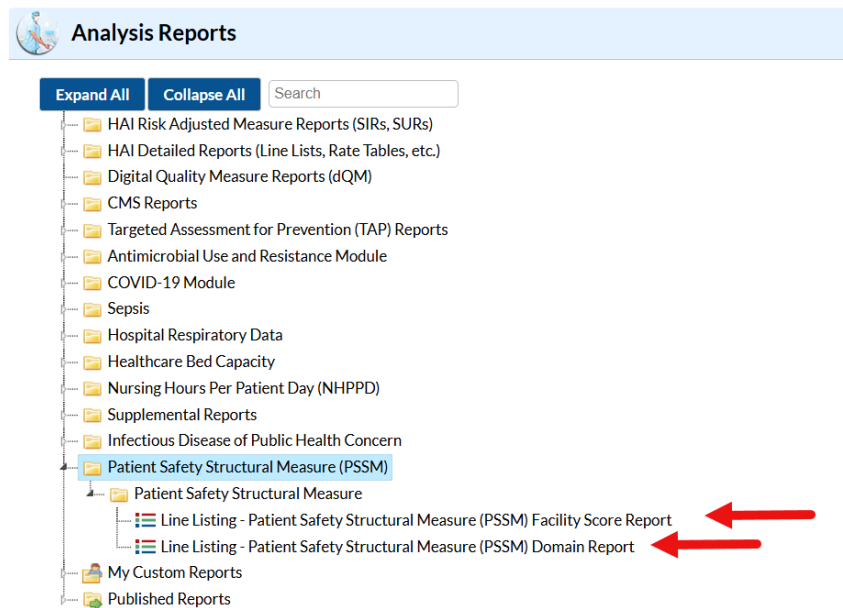 Analysis Reports
Expand All Collapse All Search
HAI Risk Adjusted Measure Reports (SIRs, SURs)
HAI Detailed Reports (Line Lists, Rate Tables, etc.)
Digital Quality Measure Reports (dQM)
CMS Reports
Targeted Assessment for Prevention (TAP) Reports
Antimicrobial Use and Resistance Module
COVID-19 Module
Sepsis
Hospital Respiratory Data
Healthcare Bed Capacity
Nursing Hours Per Patient Day (NHPPD)
Supplemental Reports
Infectious Disease of Public Health Concern
Patient Safety Structural Measure (PSSM)
Patient Safety Structural Measure
Line Listing - Patient Safety Structural Measure (PSSM) Facility Score Report
Line Listing - Patient Safety Structural Measure (PSSM) Domain Report
My Custom Reports
Published Reports